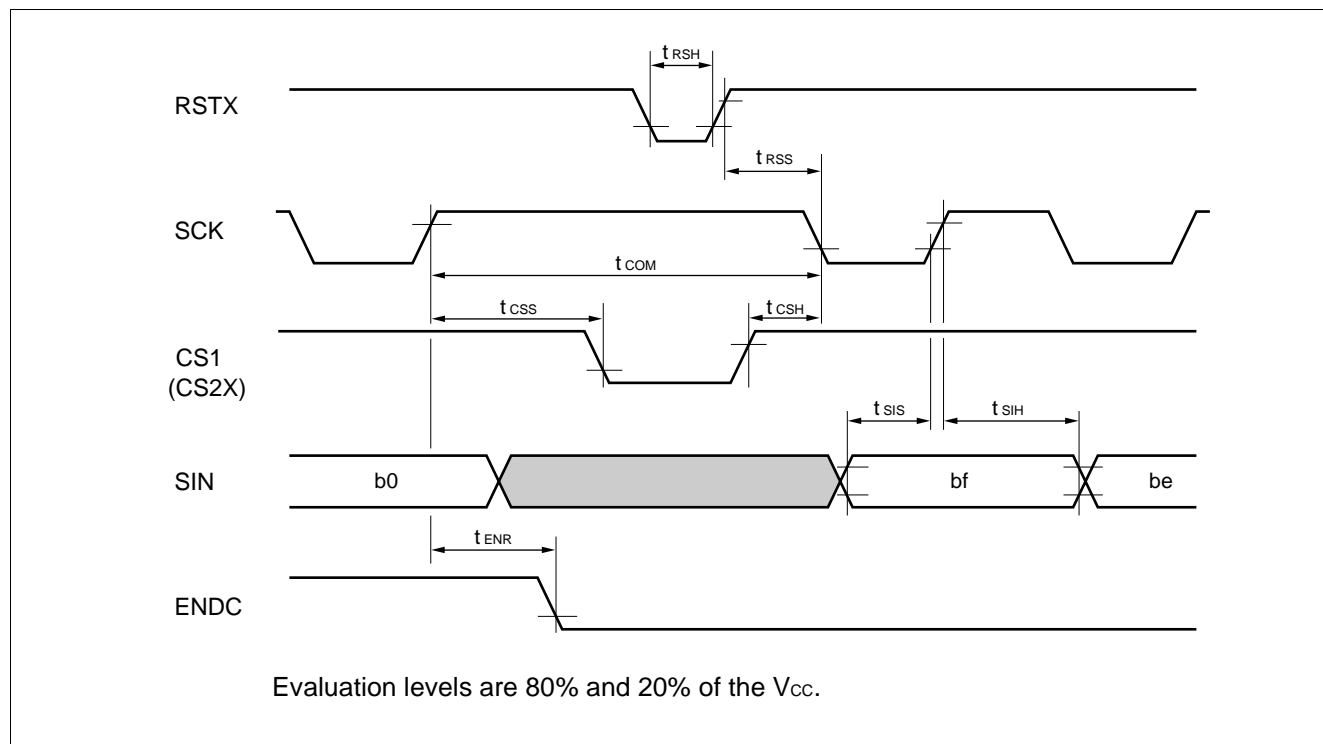 t RSH
RSTX
t RSS
SCK
t COM
t CSS
t CSH
CS1
(CS2X)
t SIS
t SIH
SIN
b0
bf
be
t ENR
ENDC
Evaluation levels are 80% and 20% of the Vcc.